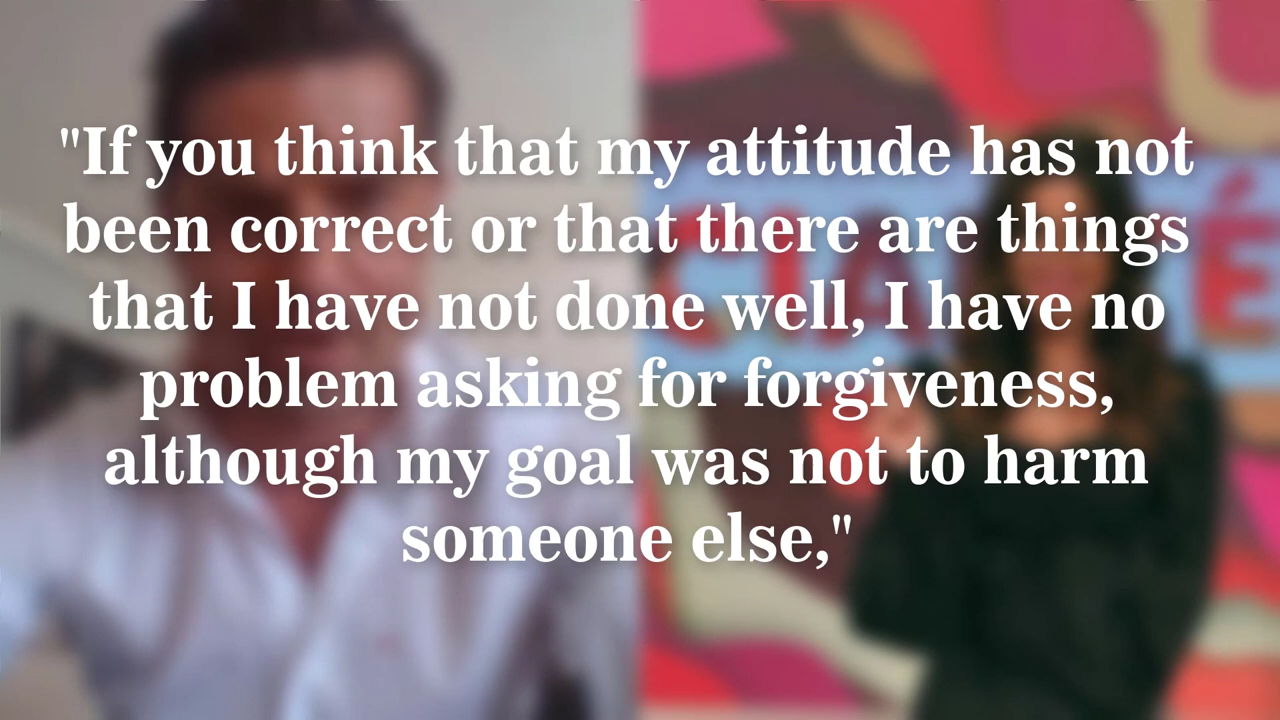 "If you think that my attitude has not
been correct or that there are things
that I have not done well, I have no
problem asking for forgiveness,
although my goal was not to harm
someone else,"